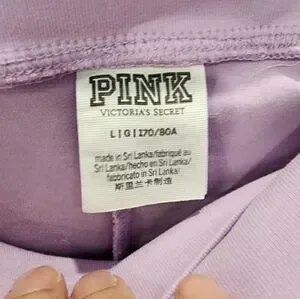 PINK
VICTORIA'S SECRET
L|G|170/80A
made in Sri Lanka/fabriqué au
Sri Lanka/hecho en Sri Lanka/
fabbricato in Sri Lanka/
斯里兰卡制造